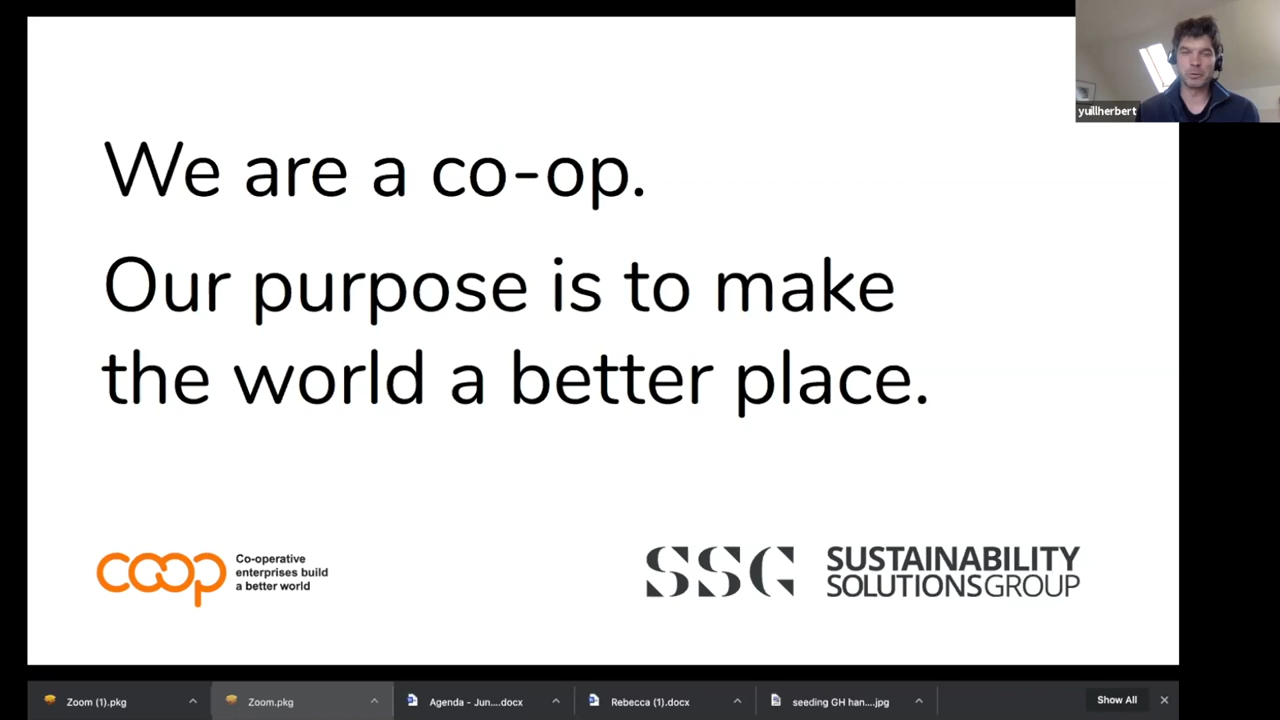 yuillherbert
We are a co-op.
Our purpose is to make
the world a better place.
coop
Co-operative
enterprises build
a better world
SSG
SUSTAINABILITY
SOLUTIONSGROUP
Zoom (1).pkg
Zoom.pkg
Agenda - Jun....docx
Rebecca (1).docx
seeding GH han....jpg
Show All